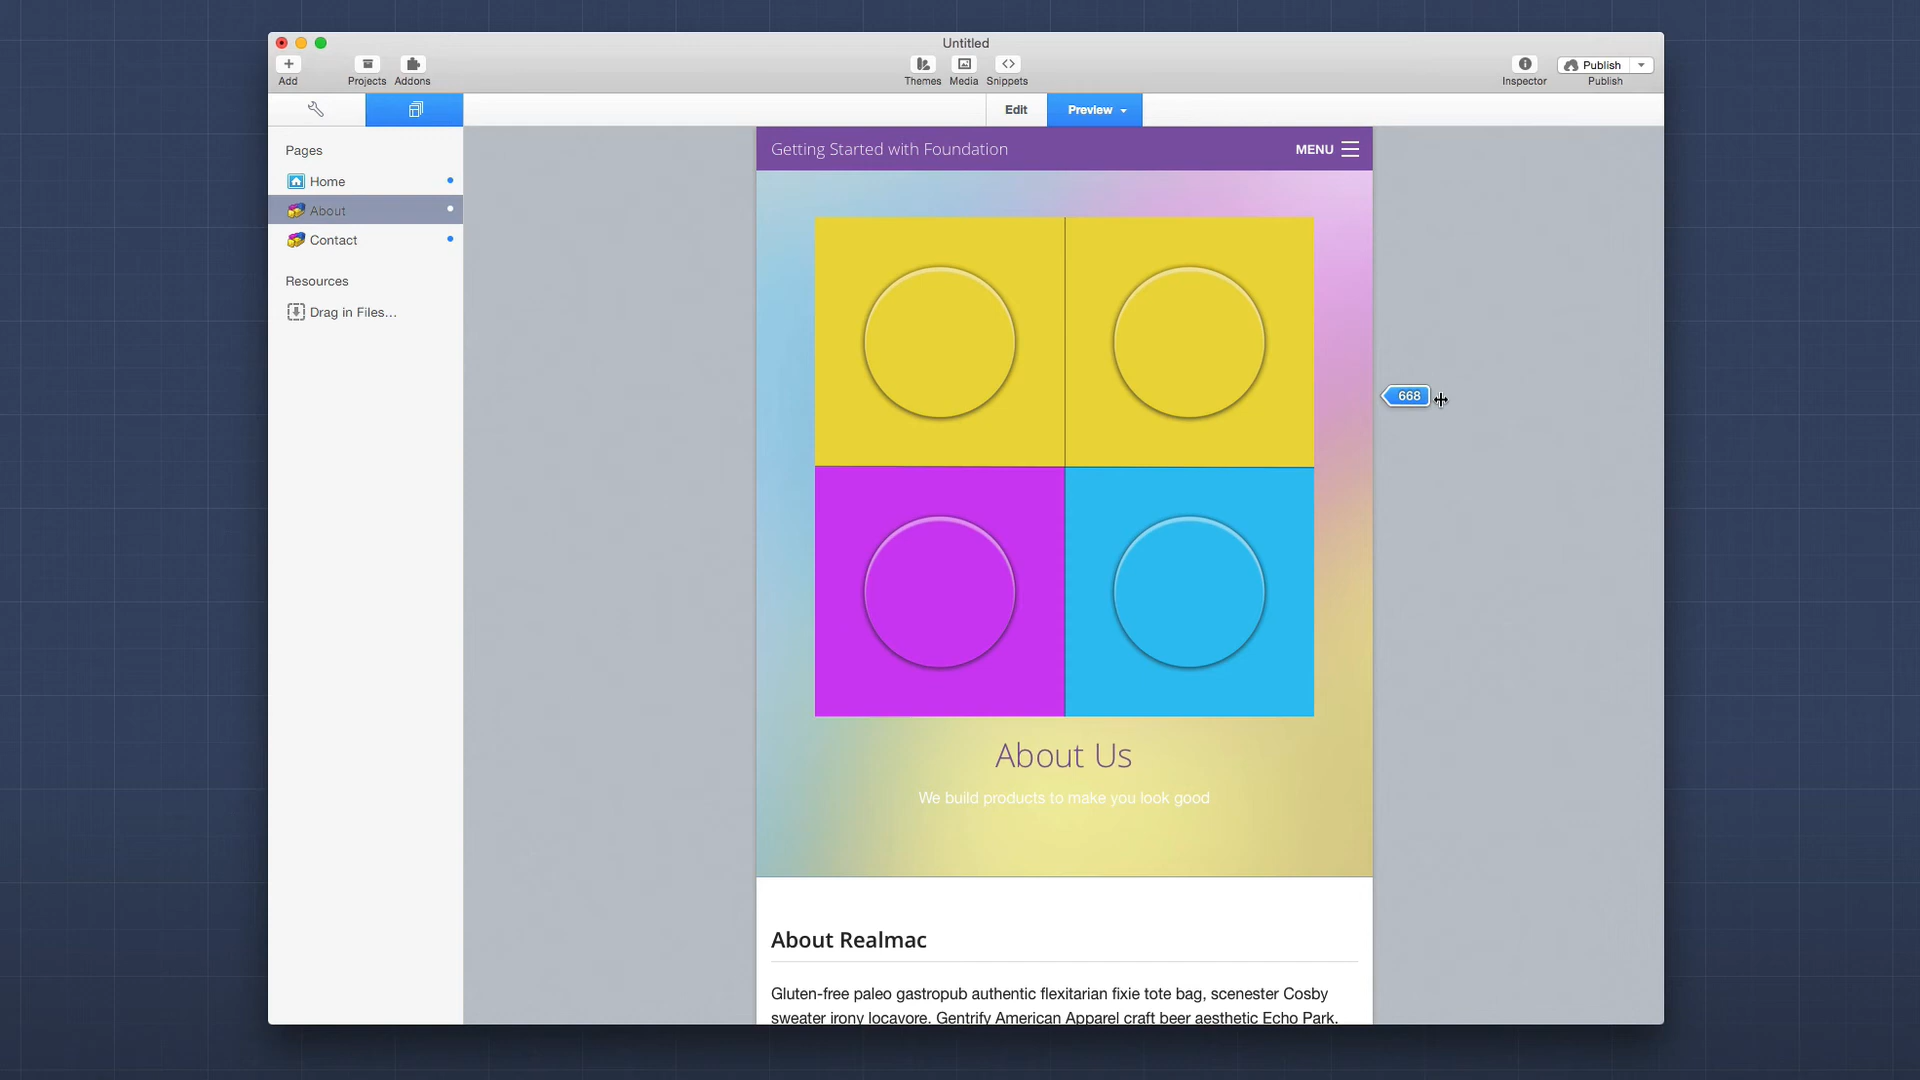 Untitled
Add
Projects
Addons
Themes
Media
Snippets
Inspector
Publish
Publish
Edit
Preview
Pages
Home
About
Contact
Resources
Drag in Files...
Getting Started with Foundation
MENU
668
About Us
We build products to make you look good
About Realmac
Gluten-free paleo gastropub authentic flexitarian fixie tote bag, scenester Cosby
sweater irony locavore. Gentrify American Apparel craft beer aesthetic Echo Park.